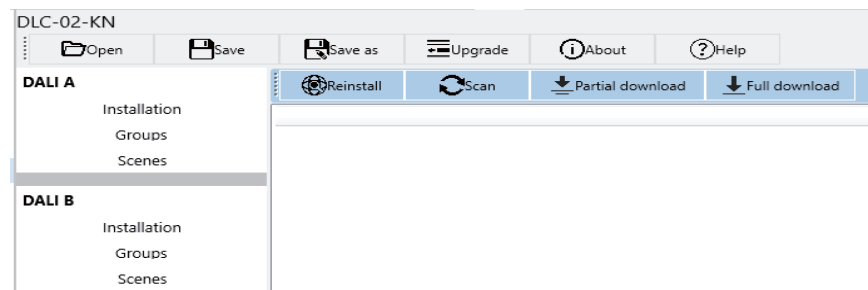 DLC-02-KN
Open Save Save as Upgrade About Help
DALI A
Reinstall Scan Partial download Full download
Installation
Groups
Scenes
DALI B
Installation
Groups
Scenes